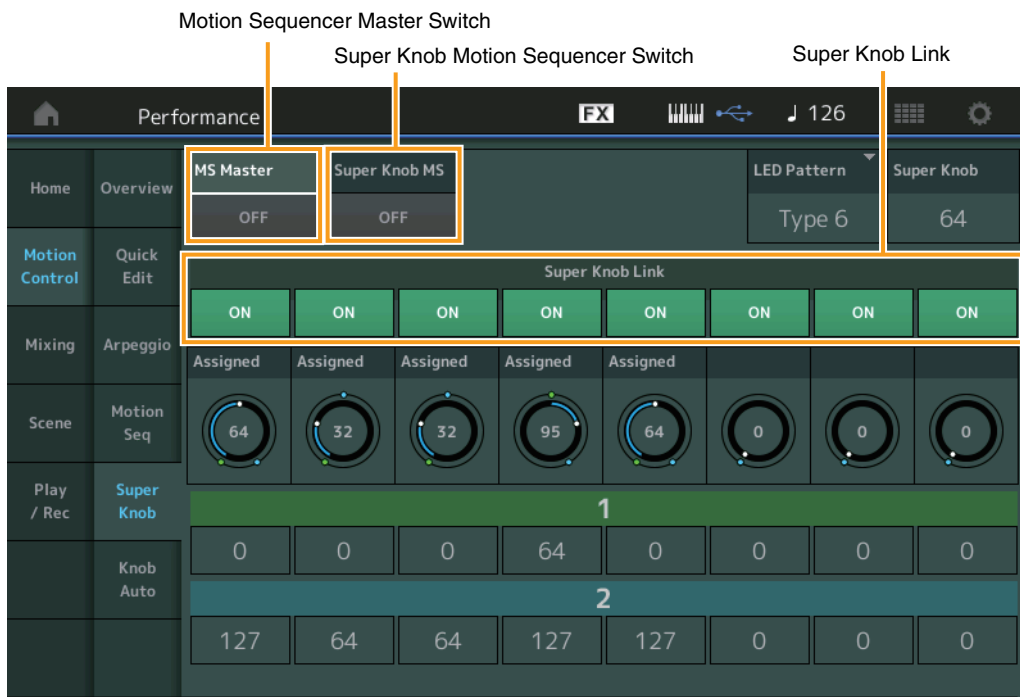 Motion Sequencer Master Switch
Super Knob Motion Sequencer Switch
Super Knob Link
Performance
FX
126
Home
Overview
MS Master
Super Knob MS
LED Pattern
Super Knob
OFF
OFF
Type 6
64
Motion Control
Quick Edit
Super Knob Link
ON ON ON ON ON ON ON ON
Mixing
Arpeggio
Assigned Assigned Assigned Assigned Assigned
Scene
Motion Seq
64 32 32 95 64 0 0 0
Play / Rec
Super Knob
1
0 0 0 64 0 0 0 0
Knob Auto
2
127 64 64 127 127 0 0 0